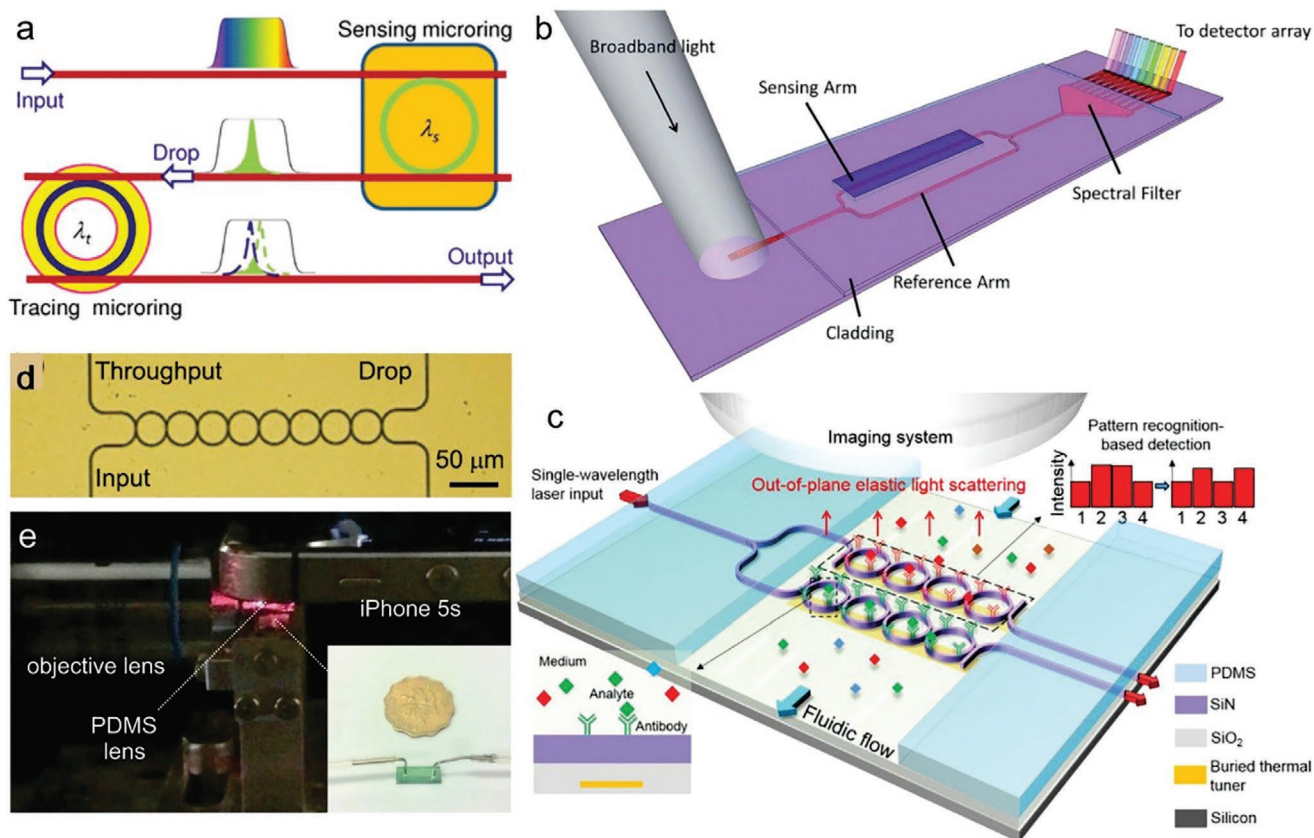 a
Sensing microring
Input
λs
Drop
λt
Output
Tracing microring
b
Broadband light
To detector array
Sensing Arm
Spectral Filter
Reference Arm
Cladding
d
Throughput
Drop
Input
50 μm
e
iPhone 5s
objective lens
PDMS
lens
c
Imaging system
Pattern recognition-
based detection
Single-wavelength
laser input
Out-of-plane elastic light scattering
Intensity
1 2 3 4
1 2 3 4
Medium
Analyte
Antibody
Fluidic flow
PDMS
SiN
SiO2
Buried thermal
tuner
Silicon